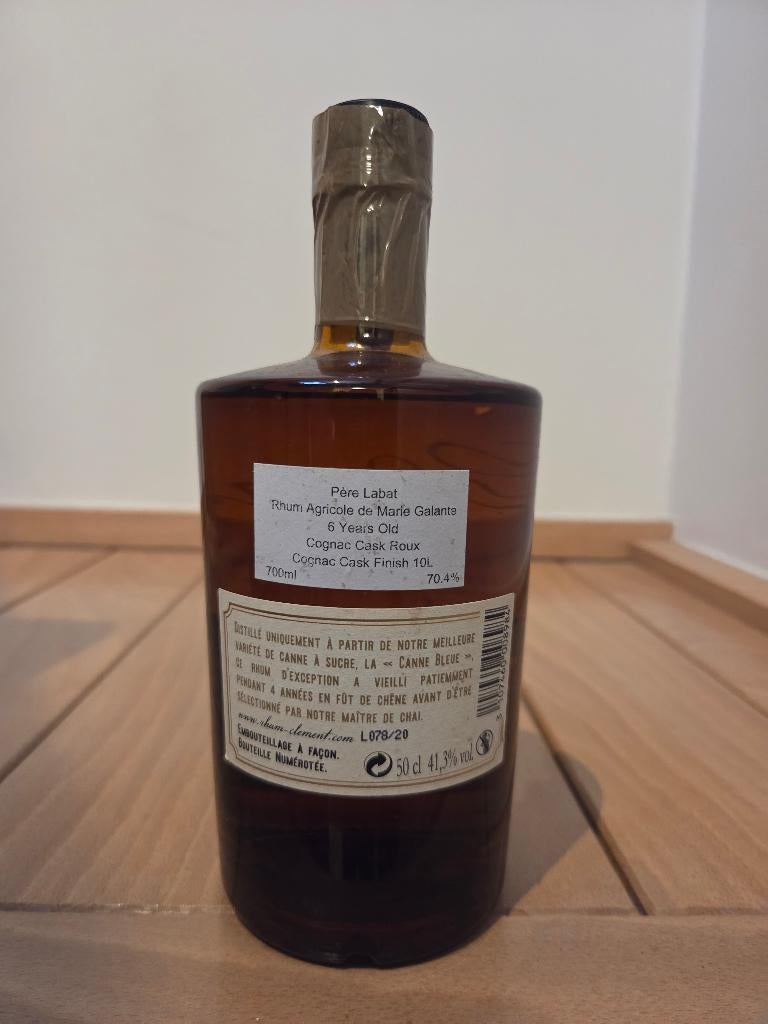 Père Labat
Rhum Agricole de Marie Galante
6 Years Old
Cognac Cask Roux
Cognac Cask Finish 10L
700ml 70.4%
Distillé uniquement à partir de notre meilleure
variété de canne à sucre, la « Canne Bleue »,
ce rhum d'exception a vieilli patiemment
pendant 4 années en fût de chêne avant d'être
sélectionné par notre maître de chai.
www.rhum-clement.com L078/20
Embouteillage à façon.
Bouteille Numérotée.
50 cl 41,3% vol.